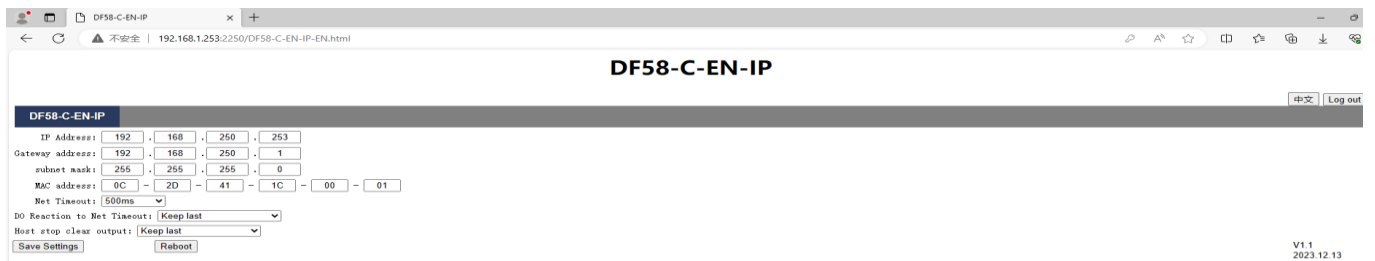 DF58-C-EN-IP
不安全 | 192.168.1.253:2250/DF58-C-EN-IP-EN.html
DF58-C-EN-IP
中文 Log out
DF58-C-EN-IP
IP Address: 192 . 168 . 250 . 253
Gateway address: 192 . 168 . 250 . 1
subnet mask: 255 . 255 . 255 . 0
MAC address: 0C - 2D - 41 - 1C - 00 - 01
Net Timeout: 500ms
DO Reaction to Net Timeout: Keep last
Host stop clear output: Keep last
Save Settings Reboot
V1.1
2023.12.13